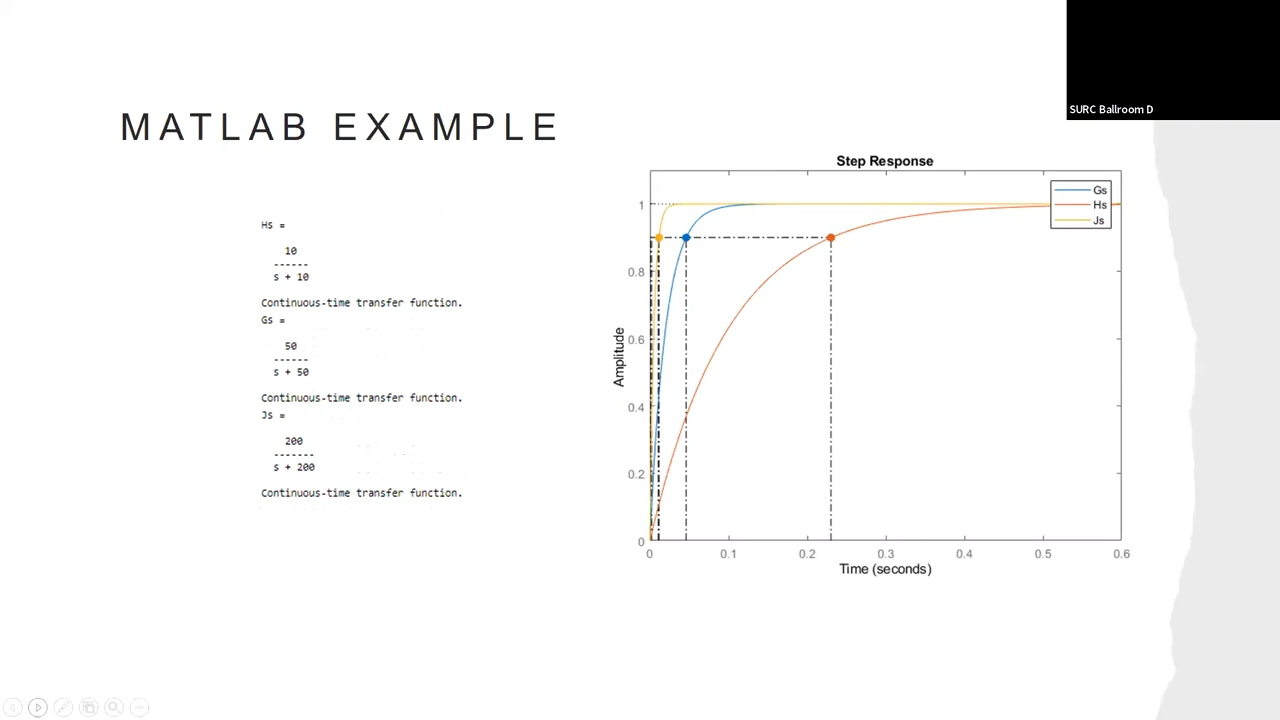 SURC Ballroom D
MATLAB EXAMPLE
Hs =
10
------
s + 10
Continuous-time transfer function.
Gs =
50
------
s + 50
Continuous-time transfer function.
Js =
200
-------
s + 200
Continuous-time transfer function.
Step Response
Gs
Hs
Js
1
0.8
0.6
0.4
0.2
0
Amplitude
0 0.1 0.2 0.3 0.4 0.5 0.6
Time (seconds)